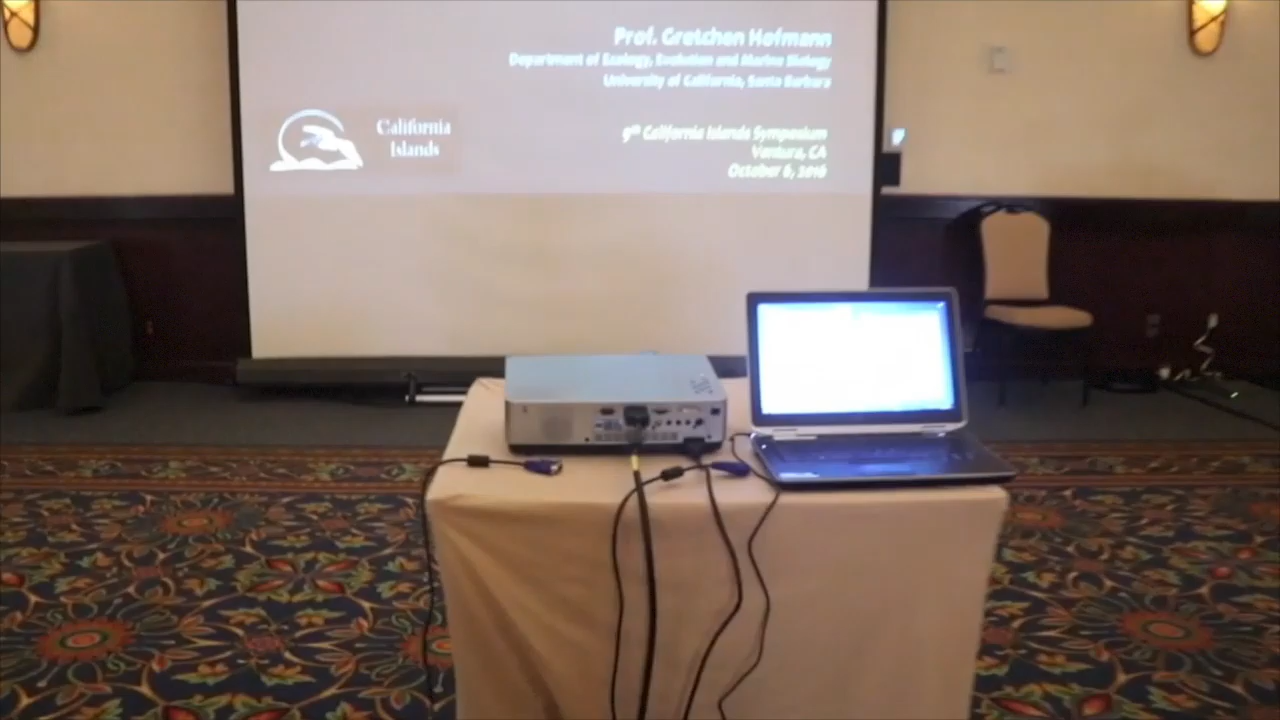 Prof. Gretchen Hofmann
Department of Ecology, Evolution and Marine Biology
University of California, Santa Barbara
California
Islands
9th California Islands Symposium
Ventura, CA
October 6, 2016